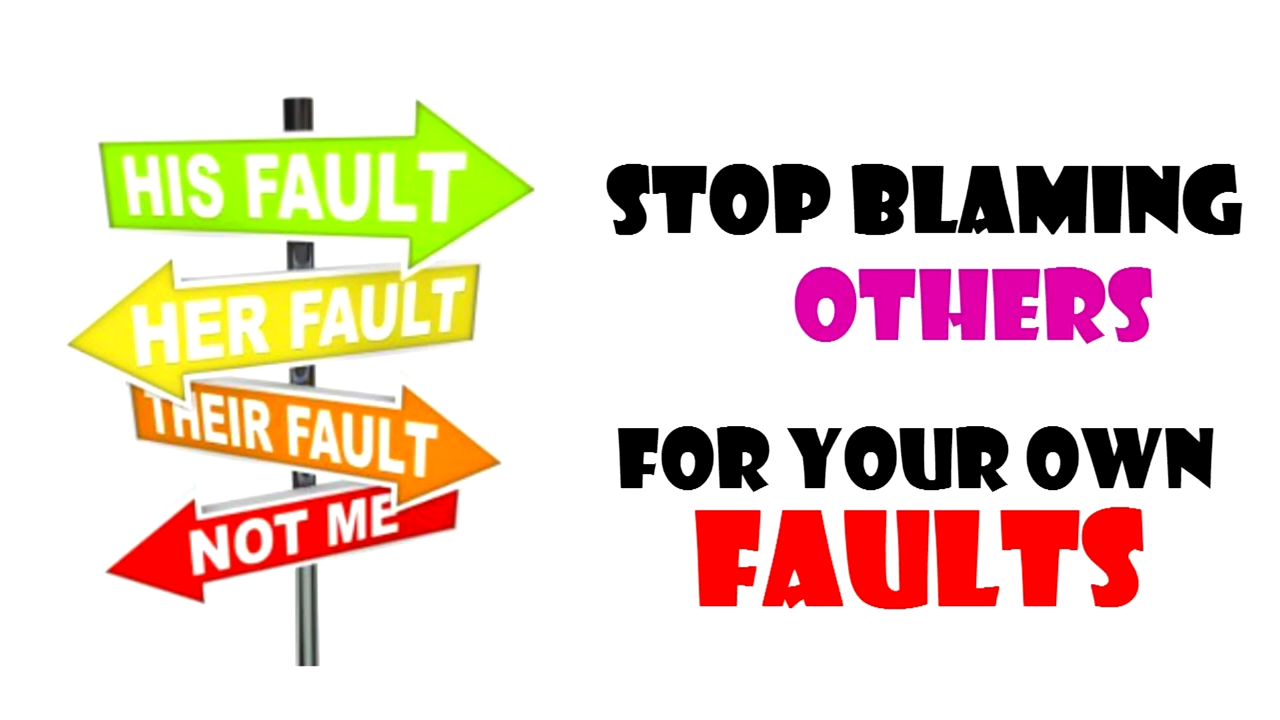 HIS FAULT
HER FAULT
THEIR FAULT
NOT ME
STOP BLAMING
OTHERS
FOR YOUR OWN
FAULTS